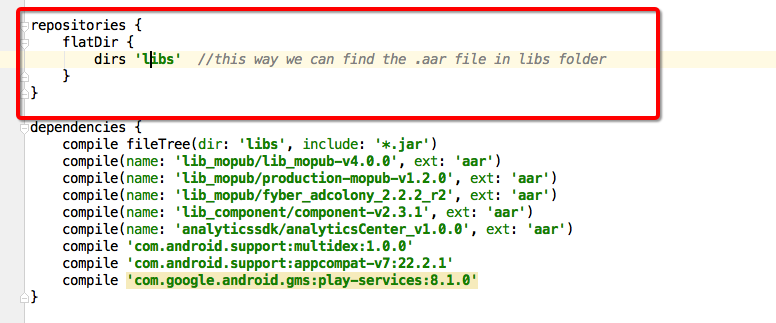 repositories {
    flatDir {
        dirs 'libs'  //this way we can find the .aar file in libs folder
    }
}
dependencies {
    compile fileTree(dir: 'libs', include: '*.jar')
    compile(name: 'lib_mopub/lib_mopub-v4.0.0', ext: 'aar')
    compile(name: 'lib_mopub/production-mopub-v1.2.0', ext: 'aar')
    compile(name: 'lib_mopub/fyber_adcolony_2.2.2_r2', ext: 'aar')
    compile(name: 'lib_component/component-v2.3.1', ext: 'aar')
    compile(name: 'analyticssdk/analyticsCenter_v1.0.0', ext: 'aar')
    compile 'com.android.support:multidex:1.0.0'
    compile 'com.android.support:appcompat-v7:22.2.1'
    compile 'com.google.android.gms:play-services:8.1.0'
}